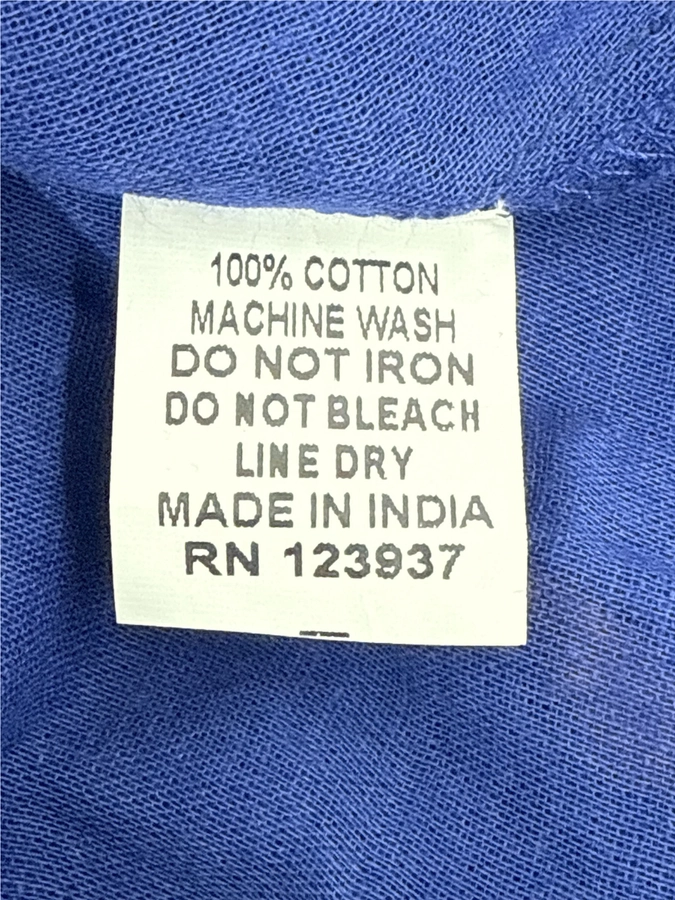 100% COTTON
MACHINE WASH
DO NOT IRON
DO NOT BLEACH
LINE DRY
MADE IN INDIA
RN 123937